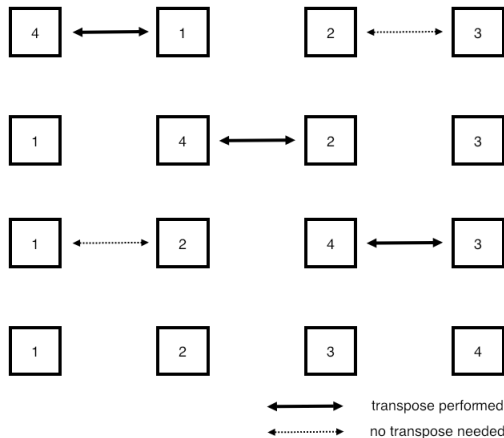 4 1 2 3
1 4 2 3
1 2 4 3
1 2 3 4
transpose performed
no transpose needed